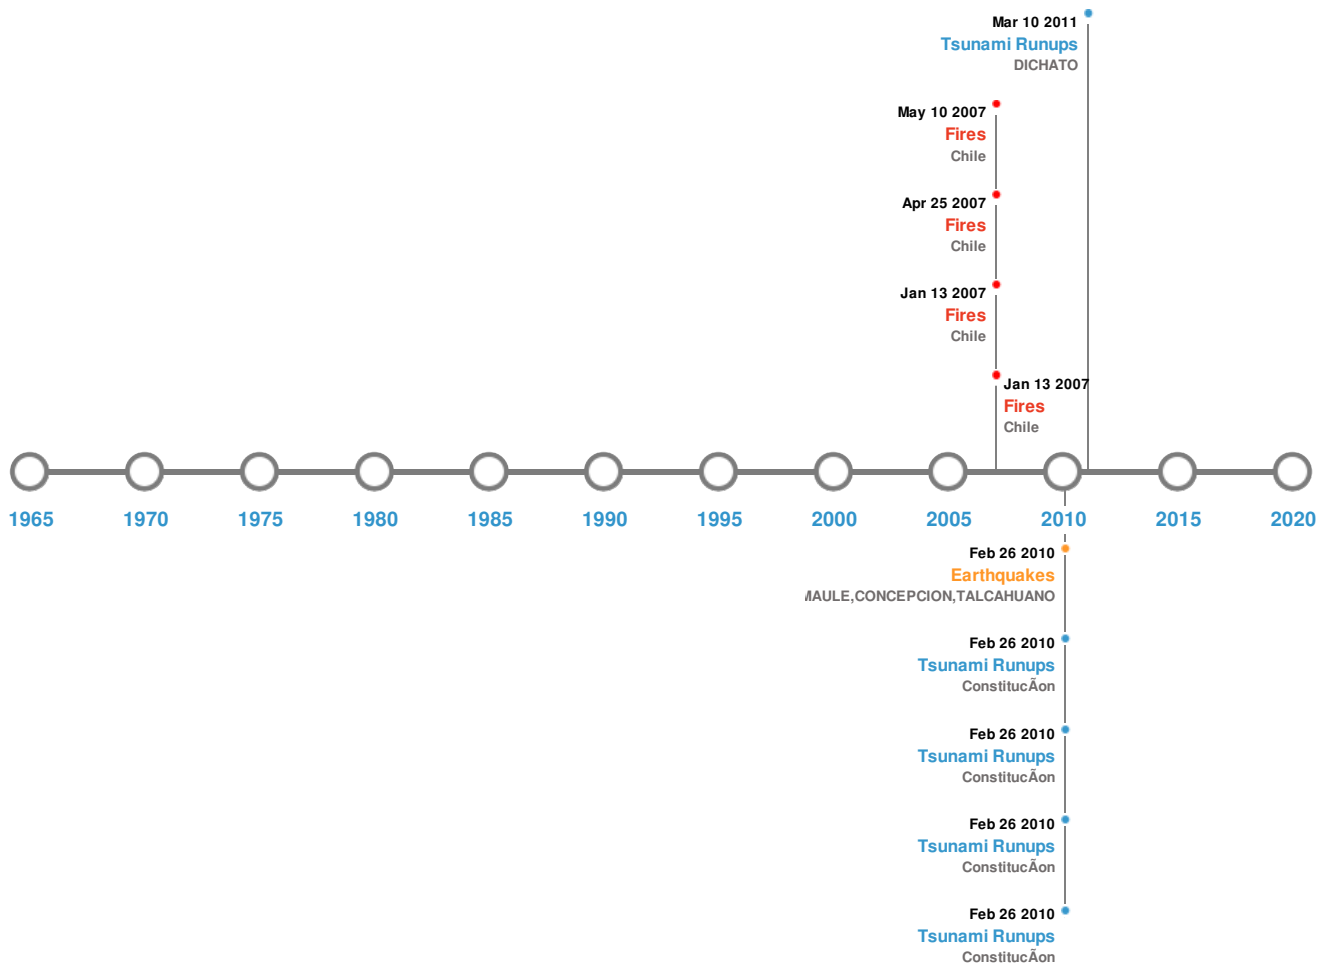 Mar 10 2011
Tsunami Runups
DICHATO
May 10 2007
Fires
Chile
Apr 25 2007
Fires
Chile
Jan 13 2007
Fires
Chile
Jan 13 2007
Fires
Chile
1965 1970 1975 1980 1985 1990 1995 2000 2005 2010 2015 2020
Feb 26 2010
Earthquakes
MAULE,CONCEPCION,TALCAHUANO
Feb 26 2010
Tsunami Runups
ConstitucÃon
Feb 26 2010
Tsunami Runups
ConstitucÃon
Feb 26 2010
Tsunami Runups
ConstitucÃon
Feb 26 2010
Tsunami Runups
ConstitucÃon